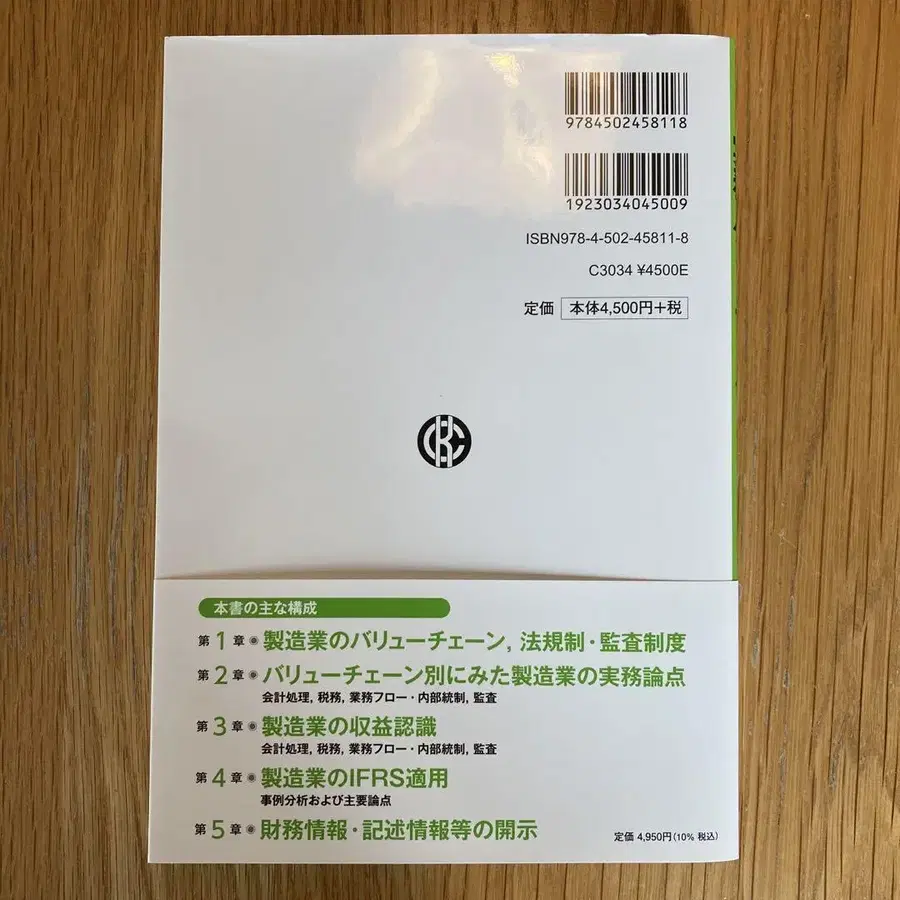 9784502458118
1923034045009
ISBN978-4-502-45811-8
C3034 ¥4500E
定価 本体4,500円+税
本書の主な構成
第1章 ◉ 製造業のバリューチェーン, 法規制・監査制度
第2章 ◉ バリューチェーン別にみた製造業の実務論点
会計処理, 税務, 業務フロー・内部統制, 監査
第3章 ◉ 製造業の収益認識
会計処理, 税務, 業務フロー・内部統制, 監査
第4章 ◉ 製造業のIFRS適用
事例分析および主要論点
第5章 ◉ 財務情報・記述情報等の開示
定価 4,950円(10% 税込)